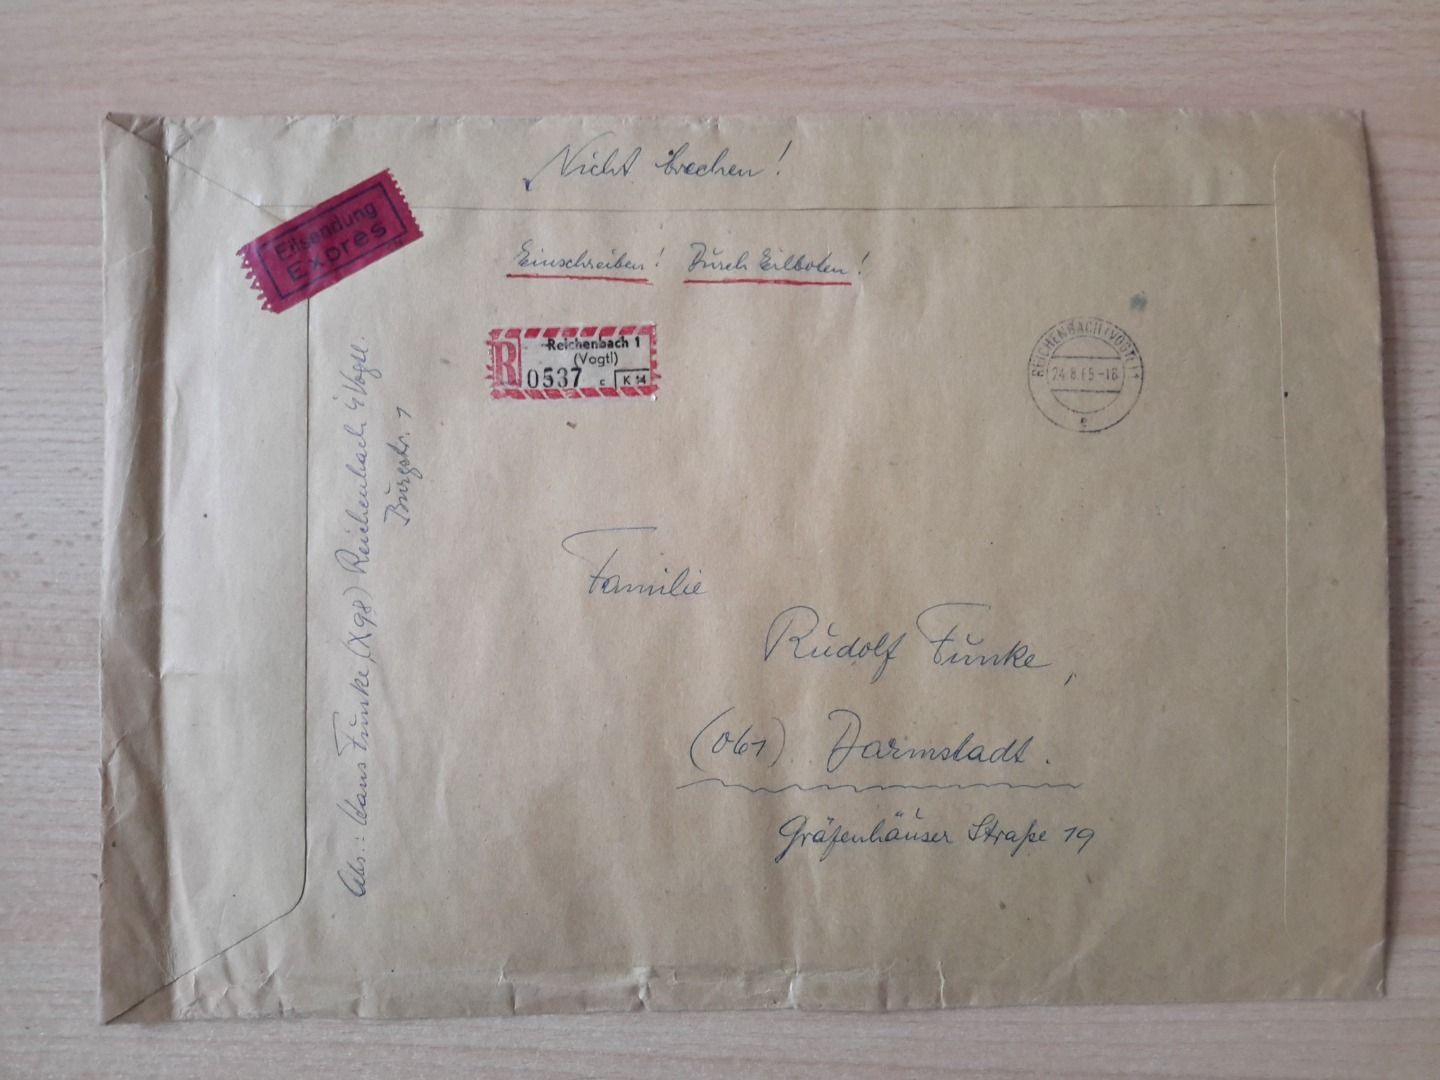 Nicht brechen!
Eilsendung
Exprès
Einschreiben! Durch Eilboten!
R
Reichenbach 1
(Vogtl)
0537 c K 14
REICHENBACH (VOGTL) 1
24.8.65-18
e
Abs.: Hans Funke (X98) Reichenbach i/Vogtl.
Burgstr. 1
Familie
Rudolf Funke,
(061) Darmstadt.
Gräfenhäuser Straße 19